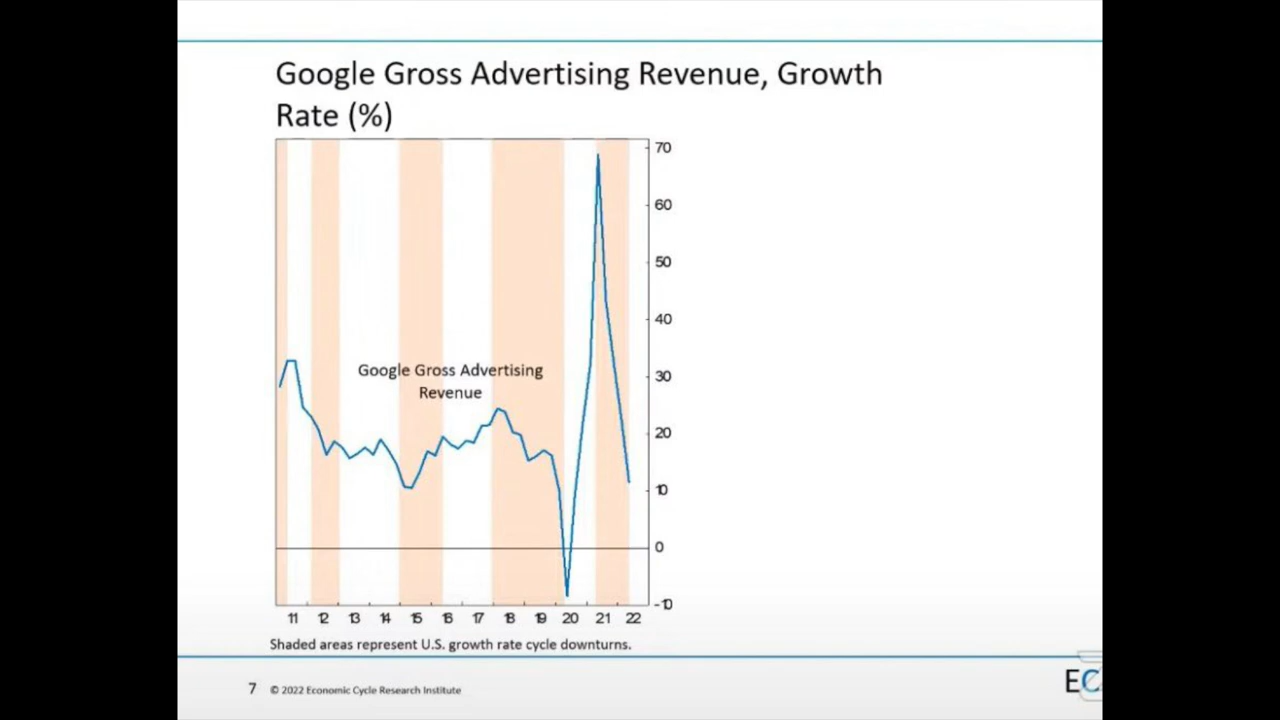 Google Gross Advertising Revenue, Growth
Rate (%)
70
60
50
40
30
20
10
0
-10
Google Gross Advertising
Revenue
11 12 13 14 15 16 17 18 19 20 21 22
Shaded areas represent U.S. growth rate cycle downturns.
7 © 2022 Economic Cycle Research Institute
EC